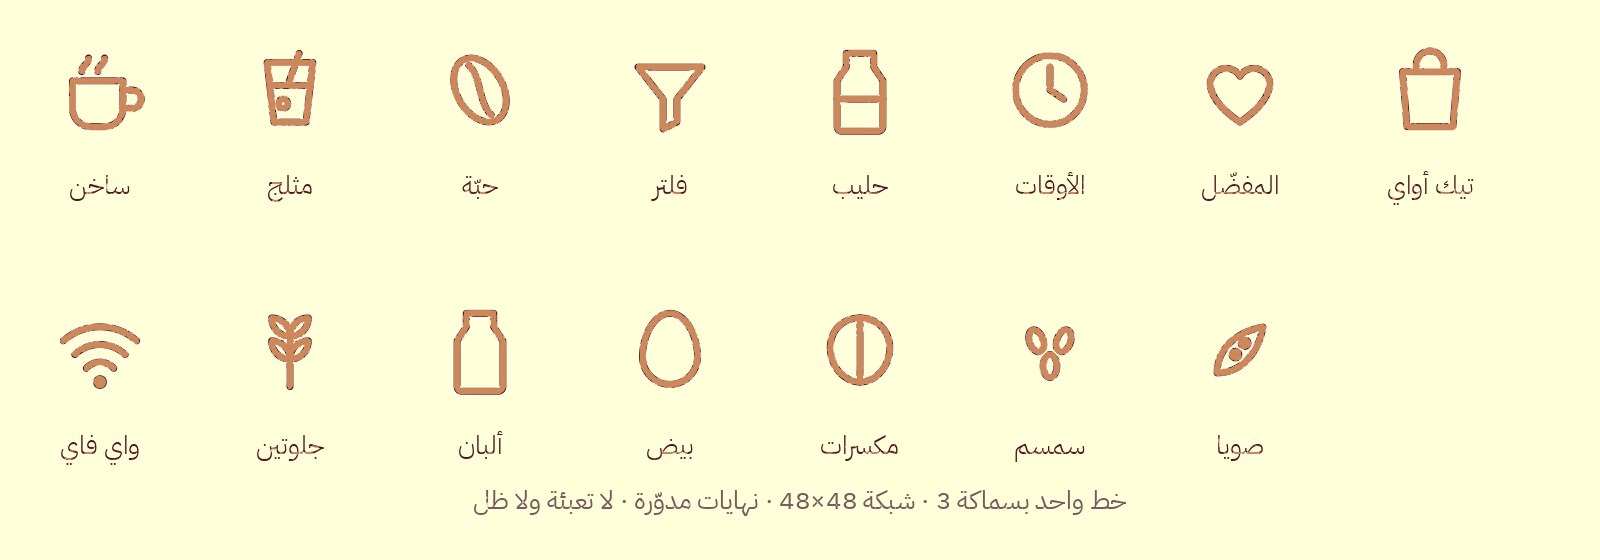 ساخن
مثلج
حبّة
فلتر
حليب
الأوقات
المفضّل
تيك أواي
واي فاي
جلوتين
ألبان
بيض
مكسرات
سمسم
صويا
خط واحد بسماكة 3 · شبكة 48×48 · نهايات مدوّرة · لا تعبئة ولا ظل